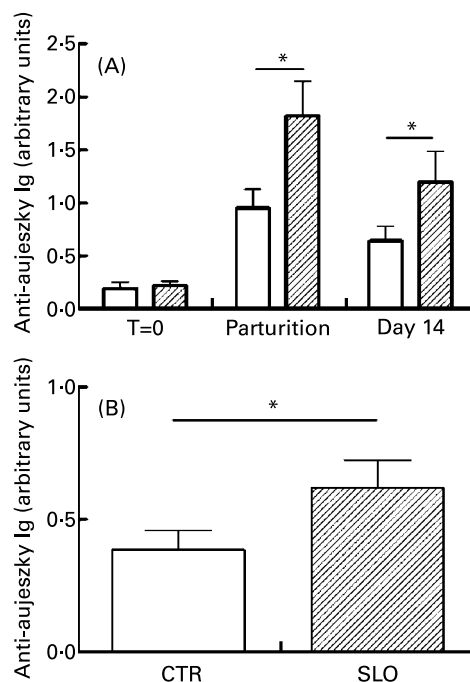 Anti-aujeszky Ig (arbitrary units)
(A)
2·5
2·0
1·5
1·0
0·5
0·0
*
*
T=0 Parturition Day 14
Anti-aujeszky Ig (arbitrary units)
(B)
1·0
0·5
0·0
*
CTR SLO